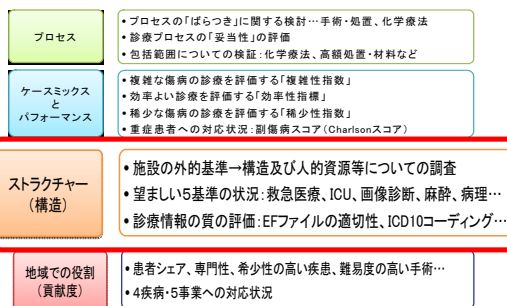 プロセス
•プロセスの「ばらつき」に関する検討…手術・処置、化学療法
•診療プロセスの「妥当性」の評価
•包括範囲についての検証:化学療法、高額処置・材料など
ケースミックス
と
パフォーマンス
•複雑な傷病の診療を評価する「複雑性指数」
•効率よい診療を評価する「効率性指標」
•稀少な傷病の診療を評価する「稀少性指数」
•重症患者への対応状況:副傷病スコア(Charlsonスコア)
ストラクチャー
(構造)
•施設の外的基準→構造及び人的資源等についての調査
•望ましい5基準の状況:救急医療、ICU、画像診断、麻酔、病理…
•診療情報の質の評価:EFファイルの適切性、ICD10コーディング…
地域での役割
(貢献度)
•患者シェア、専門性、希少性の高い疾患、難易度の高い手術…
•4疾病・5事業への対応状況